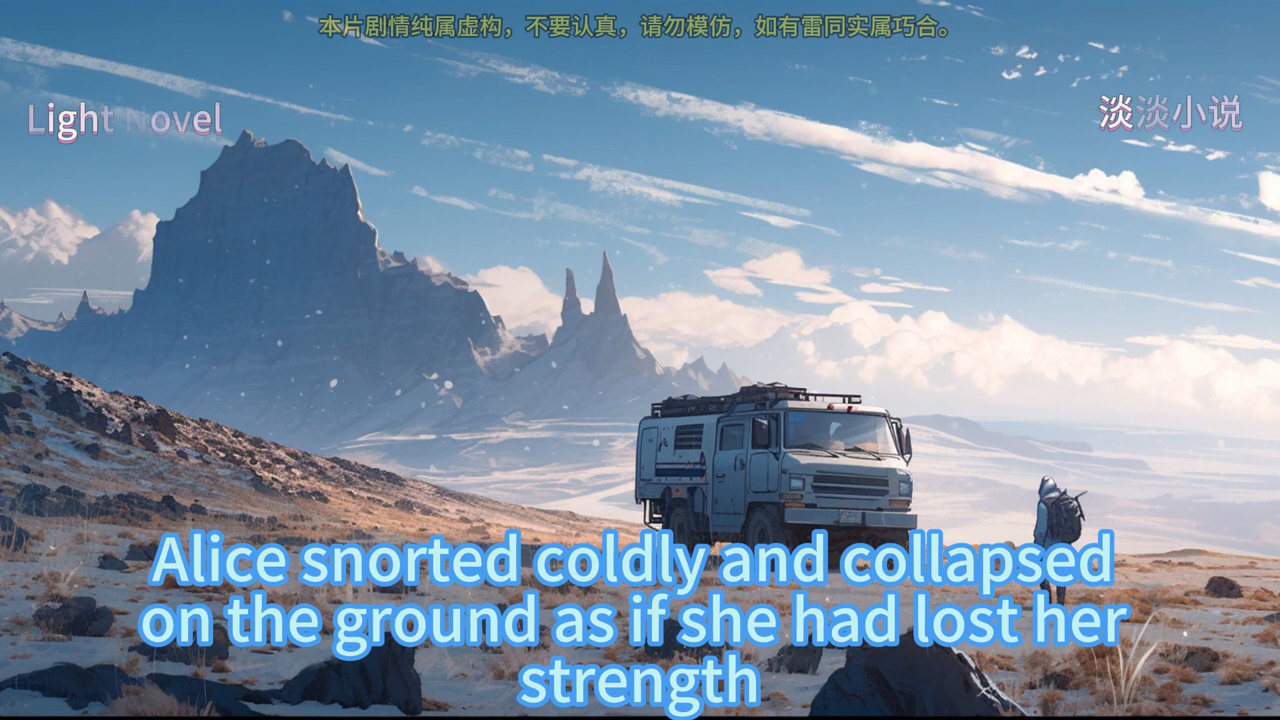 本片剧情纯属虚构，不要认真，请勿模仿，如有雷同实属巧合。
Light Novel
淡淡小说
Alice snorted coldly and collapsed
on the ground as if she had lost her
strength